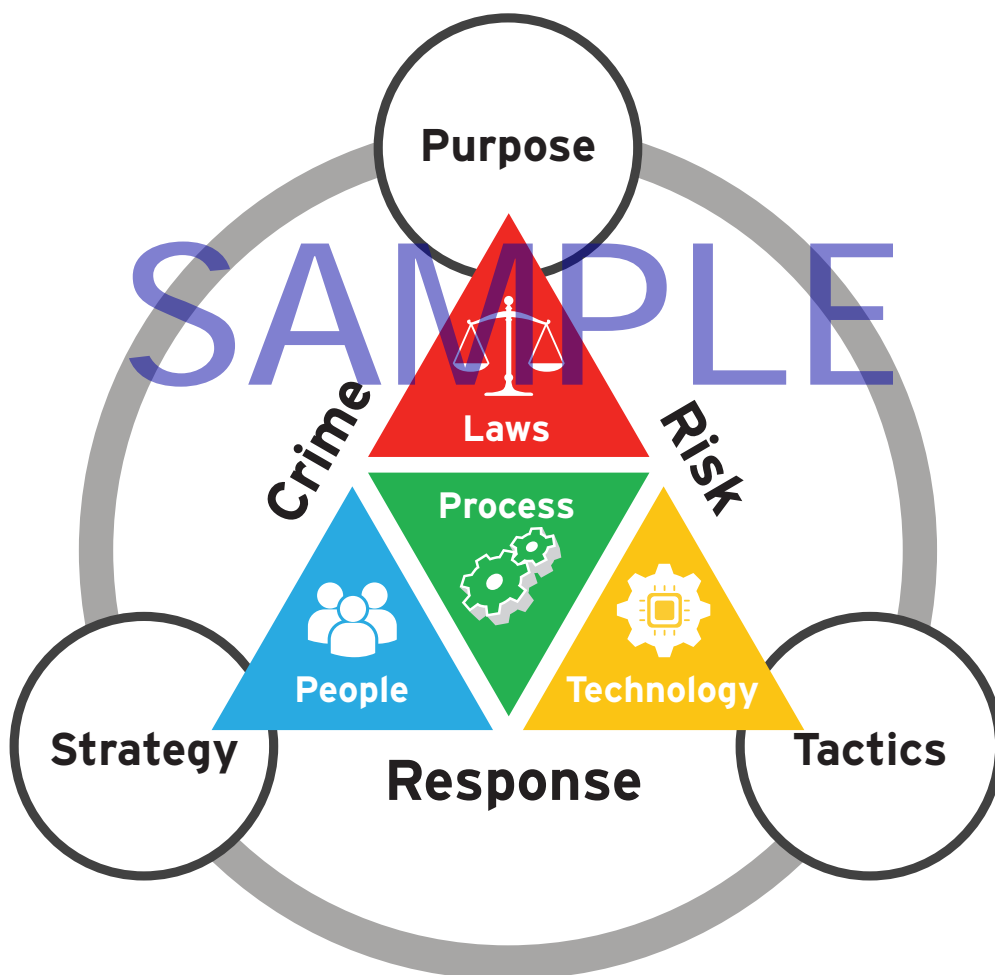 Purpose
SAMPLE
Crime
Risk
Laws
Process
People
Technology
Strategy
Tactics
Response